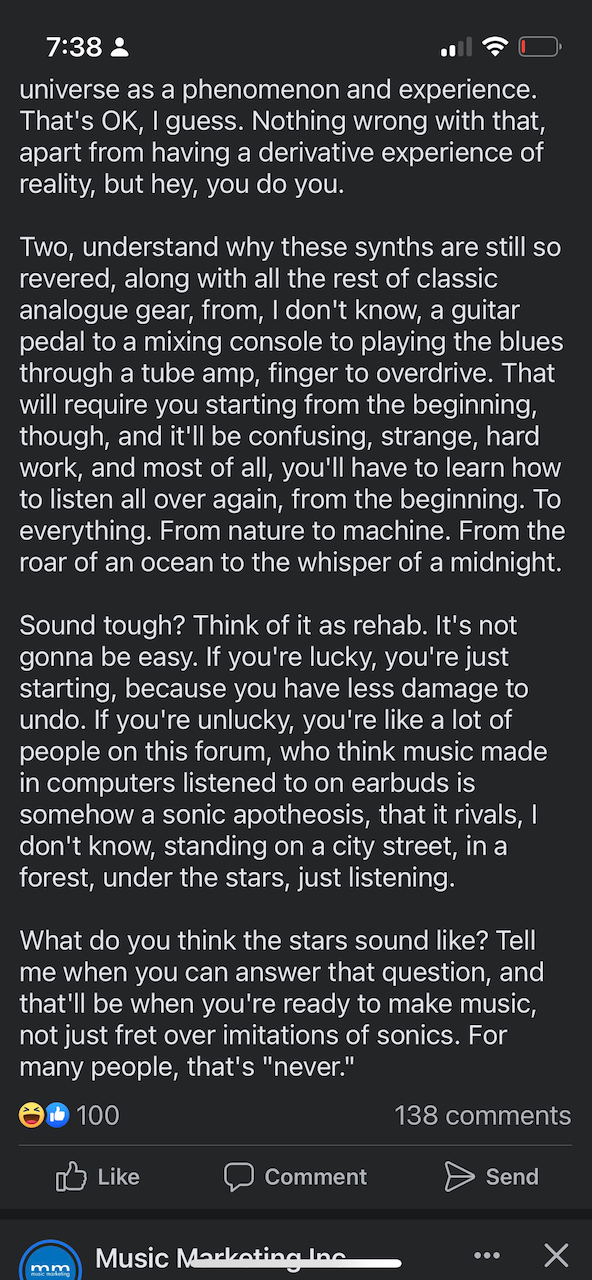 7:38
universe as a phenomenon and experience.
That's OK, I guess. Nothing wrong with that,
apart from having a derivative experience of
reality, but hey, you do you.
Two, understand why these synths are still so
revered, along with all the rest of classic
analogue gear, from, I don't know, a guitar
pedal to a mixing console to playing the blues
through a tube amp, finger to overdrive. That
will require you starting from the beginning,
though, and it'll be confusing, strange, hard
work, and most of all, you'll have to learn how
to listen all over again, from the beginning. To
everything. From nature to machine. From the
roar of an ocean to the whisper of a midnight.
Sound tough? Think of it as rehab. It's not
gonna be easy. If you're lucky, you're just
starting, because you have less damage to
undo. If you're unlucky, you're like a lot of
people on this forum, who think music made
in computers listened to on earbuds is
somehow a sonic apotheosis, that it rivals, I
don't know, standing on a city street, in a
forest, under the stars, just listening.
What do you think the stars sound like? Tell
me when you can answer that question, and
that'll be when you're ready to make music,
not just fret over imitations of sonics. For
many people, that's "never."
100 138 comments
Like Comment Send
mm
music marketing
Music Marketing Inc.